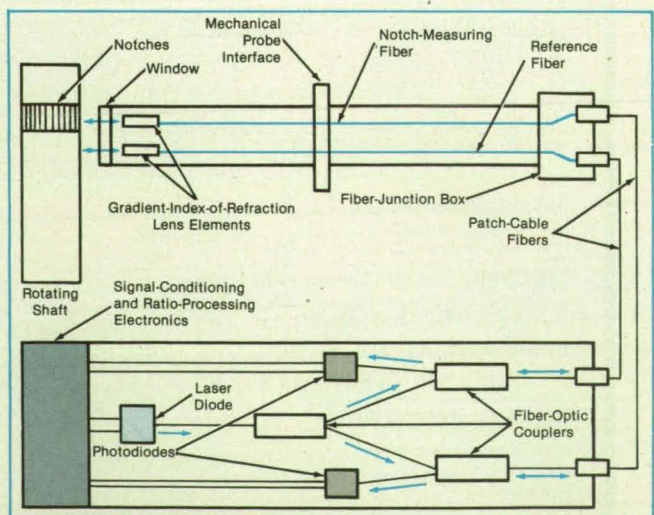 Notches
Window
Mechanical
Probe
Interface
Notch-Measuring
Fiber
Reference
Fiber
Gradient-Index-of-Refraction
Lens Elements
Fiber-Junction Box
Patch-Cable
Fibers
Rotating
Shaft
Signal-Conditioning
and Ratio-Processing
Electronics
Laser
Diode
Photodiodes
Fiber-Optic
Couplers